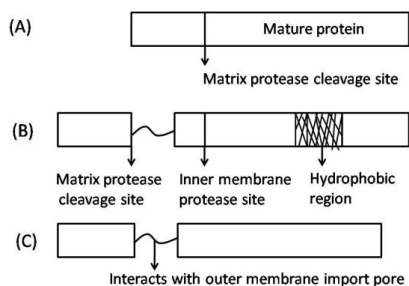 (A)
Mature protein
Matrix protease cleavage site
(B)
Matrix protease
cleavage site
Inner membrane
protease site
Hydrophobic
region
(C)
Interacts with outer membrane import pore